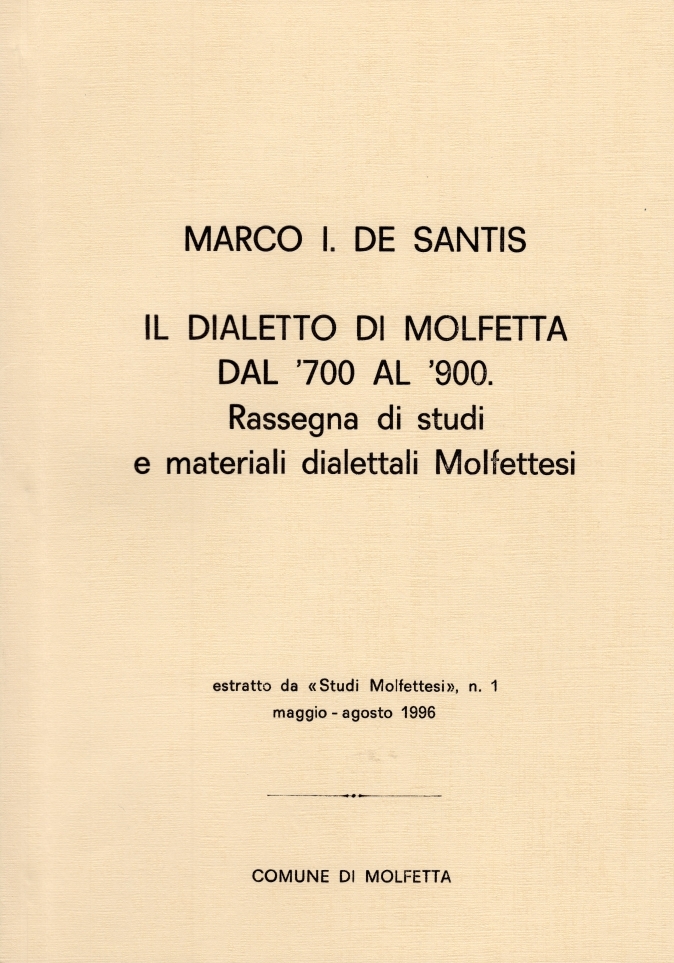 MARCO I. DE SANTIS
IL DIALETTO DI MOLFETTA
DAL '700 AL '900.
Rassegna di studi
e materiali dialettali Molfettesi
estratto da «Studi Molfettesi», n. 1
maggio - agosto 1996
COMUNE DI MOLFETTA